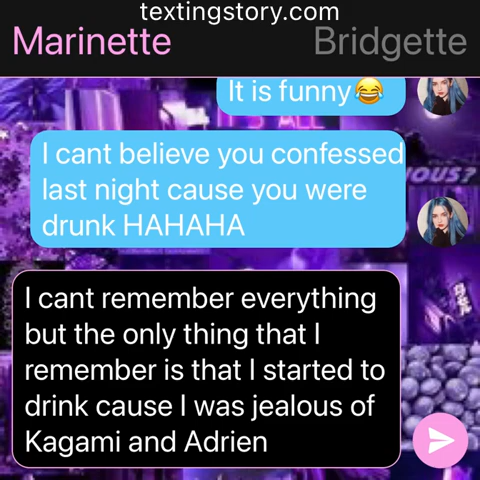 textingstory.com
Marinette
Bridgette
It is funny😂
I cant believe you confessed
last night cause you were
drunk HAHAHA
I cant remember everything
but the only thing that I
remember is that I started to
drink cause I was jealous of
Kagami and Adrien